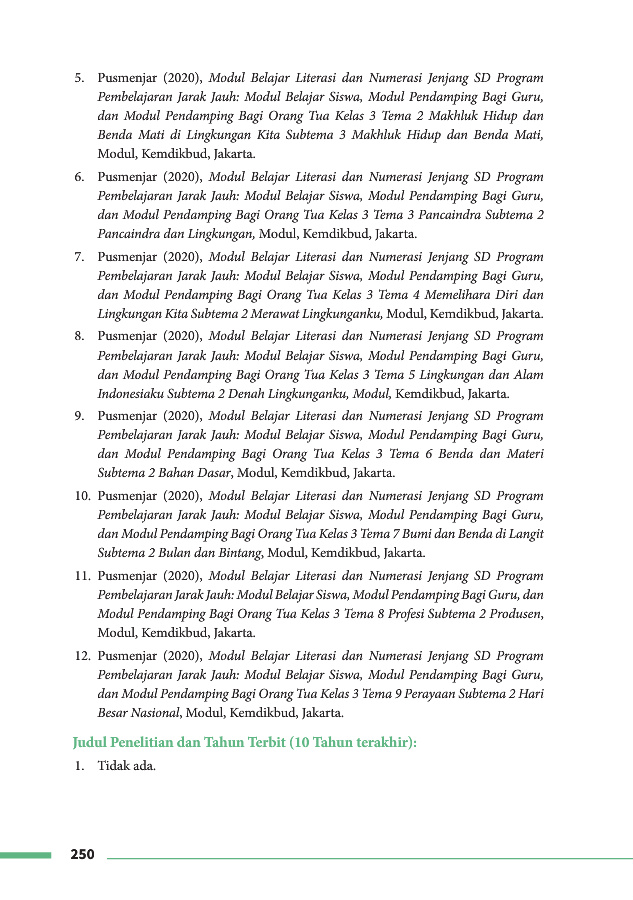 5. Pusmenjar (2020), Modul Belajar Literasi dan Numerasi Jenjang SD Program
Pembelajaran Jarak Jauh: Modul Belajar Siswa, Modul Pendamping Bagi Guru,
dan Modul Pendamping Bagi Orang Tua Kelas 3 Tema 2 Makhluk Hidup dan
Benda Mati di Lingkungan Kita Subtema 3 Makhluk Hidup dan Benda Mati,
Modul, Kemdikbud, Jakarta.
6. Pusmenjar (2020), Modul Belajar Literasi dan Numerasi Jenjang SD Program
Pembelajaran Jarak Jauh: Modul Belajar Siswa, Modul Pendamping Bagi Guru,
dan Modul Pendamping Bagi Orang Tua Kelas 3 Tema 3 Pancaindra Subtema 2
Pancaindra dan Lingkungan, Modul, Kemdikbud, Jakarta.
7. Pusmenjar (2020), Modul Belajar Literasi dan Numerasi Jenjang SD Program
Pembelajaran Jarak Jauh: Modul Belajar Siswa, Modul Pendamping Bagi Guru,
dan Modul Pendamping Bagi Orang Tua Kelas 3 Tema 4 Memelihara Diri dan
Lingkungan Kita Subtema 2 Merawat Lingkunganku, Modul, Kemdikbud, Jakarta.
8. Pusmenjar (2020), Modul Belajar Literasi dan Numerasi Jenjang SD Program
Pembelajaran Jarak Jauh: Modul Belajar Siswa, Modul Pendamping Bagi Guru,
dan Modul Pendamping Bagi Orang Tua Kelas 3 Tema 5 Lingkungan dan Alam
Indonesiaku Subtema 2 Denah Lingkunganku, Modul, Kemdikbud, Jakarta.
9. Pusmenjar (2020), Modul Belajar Literasi dan Numerasi Jenjang SD Program
Pembelajaran Jarak Jauh: Modul Belajar Siswa, Modul Pendamping Bagi Guru,
dan Modul Pendamping Bagi Orang Tua Kelas 3 Tema 6 Benda dan Materi
Subtema 2 Bahan Dasar, Modul, Kemdikbud, Jakarta.
10. Pusmenjar (2020), Modul Belajar Literasi dan Numerasi Jenjang SD Program
Pembelajaran Jarak Jauh: Modul Belajar Siswa, Modul Pendamping Bagi Guru,
dan Modul Pendamping Bagi Orang Tua Kelas 3 Tema 7 Bumi dan Benda di Langit
Subtema 2 Bulan dan Bintang, Modul, Kemdikbud, Jakarta.
11. Pusmenjar (2020), Modul Belajar Literasi dan Numerasi Jenjang SD Program
Pembelajaran Jarak Jauh: Modul Belajar Siswa, Modul Pendamping Bagi Guru, dan
Modul Pendamping Bagi Orang Tua Kelas 3 Tema 8 Profesi Subtema 2 Produsen,
Modul, Kemdikbud, Jakarta.
12. Pusmenjar (2020), Modul Belajar Literasi dan Numerasi Jenjang SD Program
Pembelajaran Jarak Jauh: Modul Belajar Siswa, Modul Pendamping Bagi Guru,
dan Modul Pendamping Bagi Orang Tua Kelas 3 Tema 9 Perayaan Subtema 2 Hari
Besar Nasional, Modul, Kemdikbud, Jakarta.
Judul Penelitian dan Tahun Terbit (10 Tahun terakhir):
1. Tidak ada.
250